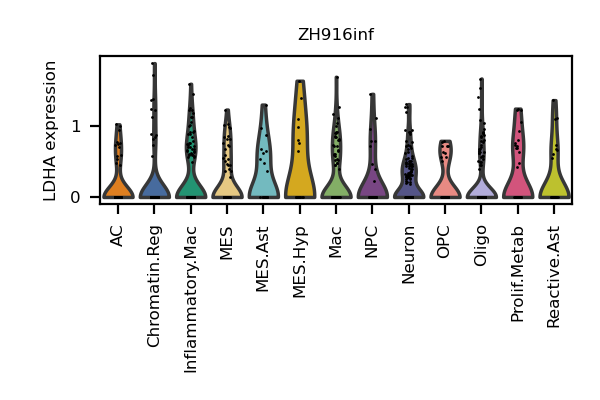 ZH916inf
LDHA expression
1
0
AC
Chromatin.Reg
Inflammatory.Mac
MES
MES.Ast
MES.Hyp
Mac
NPC
Neuron
OPC
Oligo
Prolif.Metab
Reactive.Ast